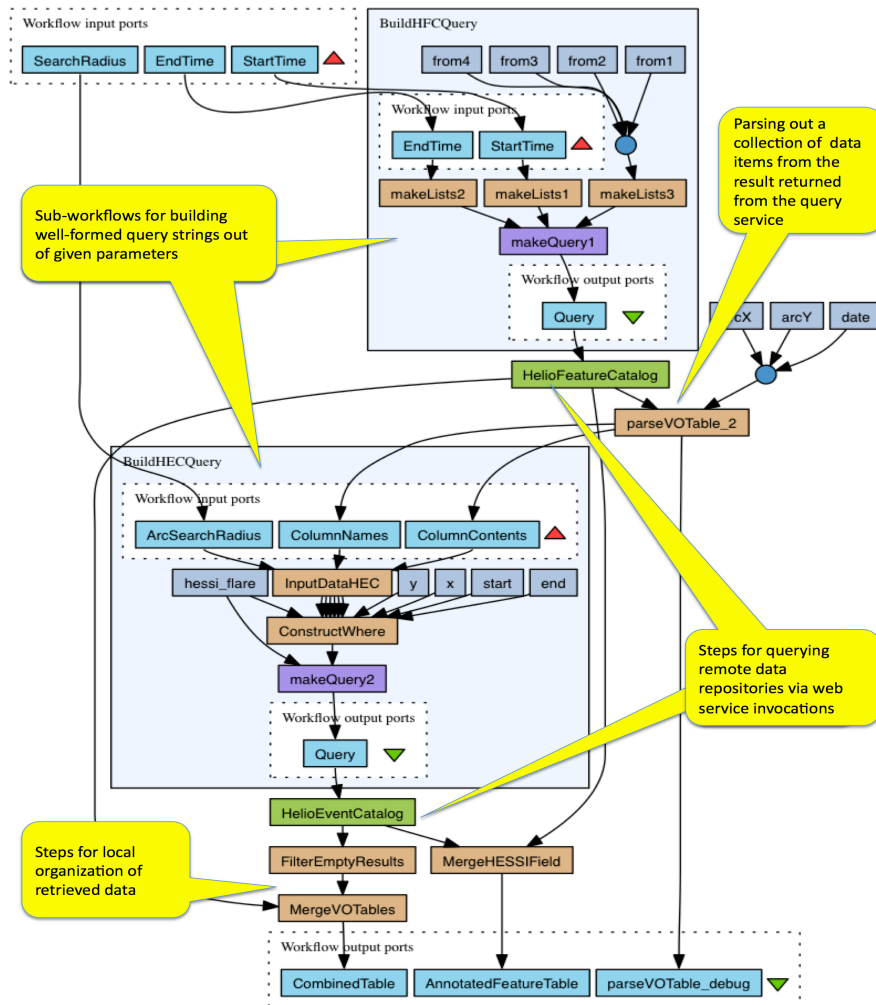 Workflow input ports
SearchRadius
EndTime
StartTime
BuildHFCQuery
from4
from3
from2
from1
Workflow input ports
EndTime
StartTime
makeLists2
makeLists1
makeLists3
makeQuery1
Workflow output ports
Query
Parsing out a
collection of data
items from the
result returned
from the query
service
Sub-workflows for building
well-formed query strings out
of given parameters
arcY
date
HelioFeatureCatalog
parseVOTable_2
BuildHECQuery
Workflow input ports
ArcSearchRadius
ColumnNames
ColumnContents
hessi_flare
InputDataHEC
y
x
start
end
ConstructWhere
makeQuery2
Workflow output ports
Query
Steps for querying
remote data
repositories via web
service invocations
HelioEventCatalog
FilterEmptyResults
MergeHESSIField
Steps for local
organization of
retrieved data
MergeVOTables
Workflow output ports
CombinedTable
AnnotatedFeatureTable
parseVOTable_debug